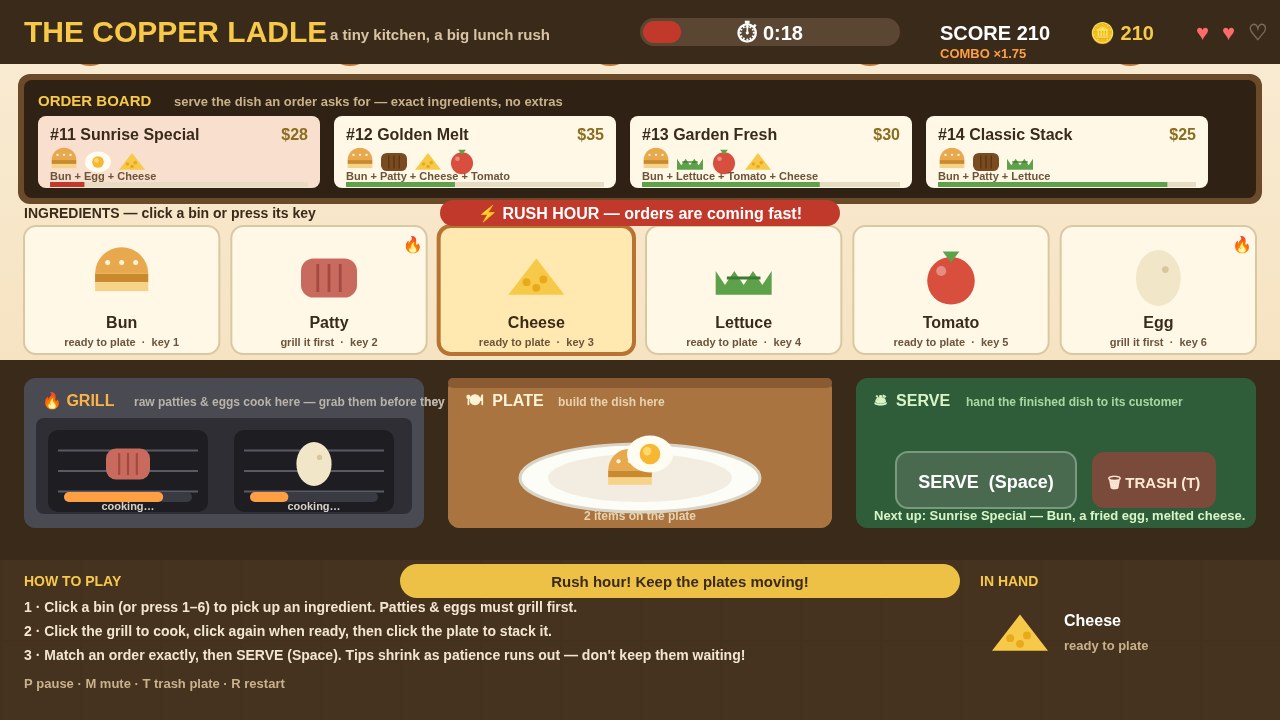 THE COPPER LADLE a tiny kitchen, a big lunch rush
0:18
SCORE 210
210
COMBO ×1.75
ORDER BOARD serve the dish an order asks for — exact ingredients, no extras
#11 Sunrise Special $28
Bun + Egg + Cheese
#12 Golden Melt $35
Bun + Patty + Cheese + Tomato
#13 Garden Fresh $30
Bun + Lettuce + Tomato + Cheese
#14 Classic Stack $25
Bun + Patty + Lettuce
INGREDIENTS — click a bin or press its key
⚡ RUSH HOUR — orders are coming fast!
Bun
ready to plate · key 1
Patty
grill it first · key 2
Cheese
ready to plate · key 3
Lettuce
ready to plate · key 4
Tomato
ready to plate · key 5
Egg
grill it first · key 6
GRILL raw patties & eggs cook here — grab them before they
cooking…
cooking…
PLATE build the dish here
2 items on the plate
SERVE hand the finished dish to its customer
SERVE (Space)
TRASH (T)
Next up: Sunrise Special — Bun, a fried egg, melted cheese.
HOW TO PLAY
Rush hour! Keep the plates moving!
1 · Click a bin (or press 1–6) to pick up an ingredient. Patties & eggs must grill first.
2 · Click the grill to cook, click again when ready, then click the plate to stack it.
3 · Match an order exactly, then SERVE (Space). Tips shrink as patience runs out — don't keep them waiting!
P pause · M mute · T trash plate · R restart
IN HAND
Cheese
ready to plate